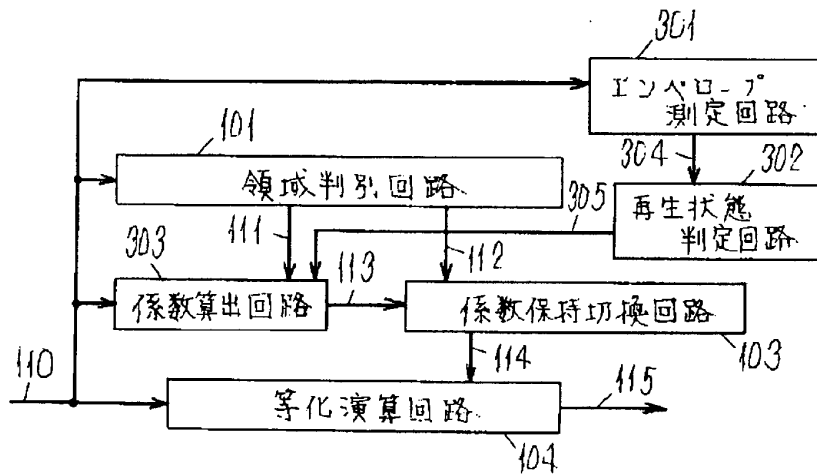 301
エンベロープ
測定回路
101
304
302
領域判別回路
再生状態
判定回路
305
111
112
303
113
係数算出回路
係数保持切換回路
103
110
114
115
等化演算回路
104